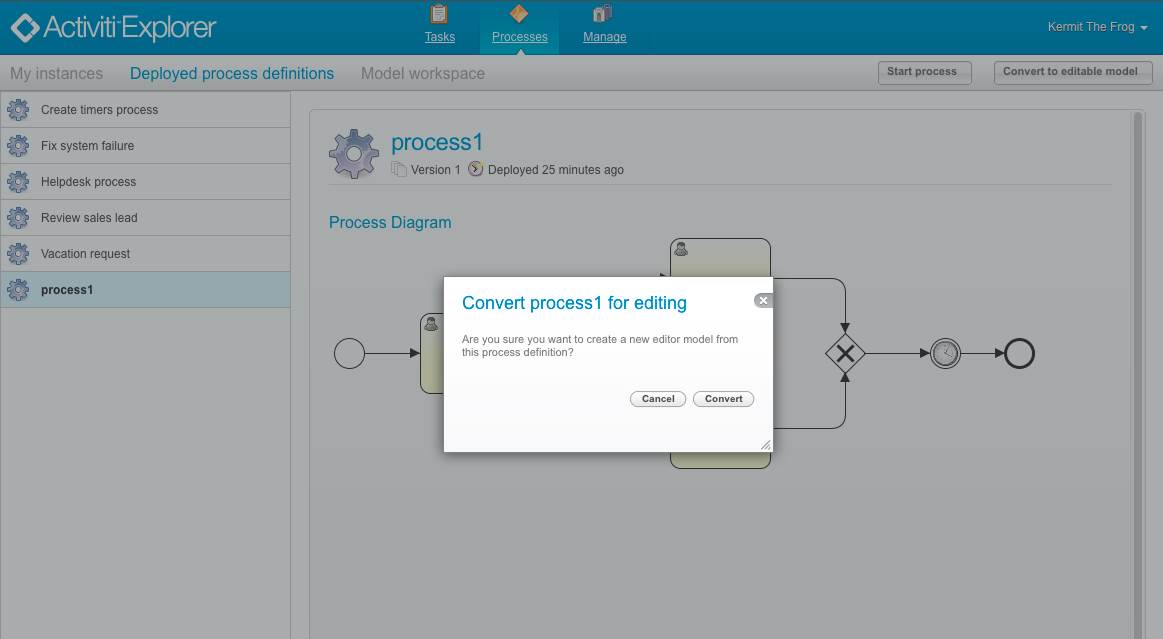 Activiti Explorer
Tasks
Processes
Manage
Kermit The Frog
My instances
Deployed process definitions
Model workspace
Start process
Convert to editable model
Create timers process
Fix system failure
Helpdesk process
Review sales lead
Vacation request
process1
process1
Version 1
Deployed 25 minutes ago
Process Diagram
Convert process1 for editing
Are you sure you want to create a new editor model from
this process definition?
Cancel
Convert